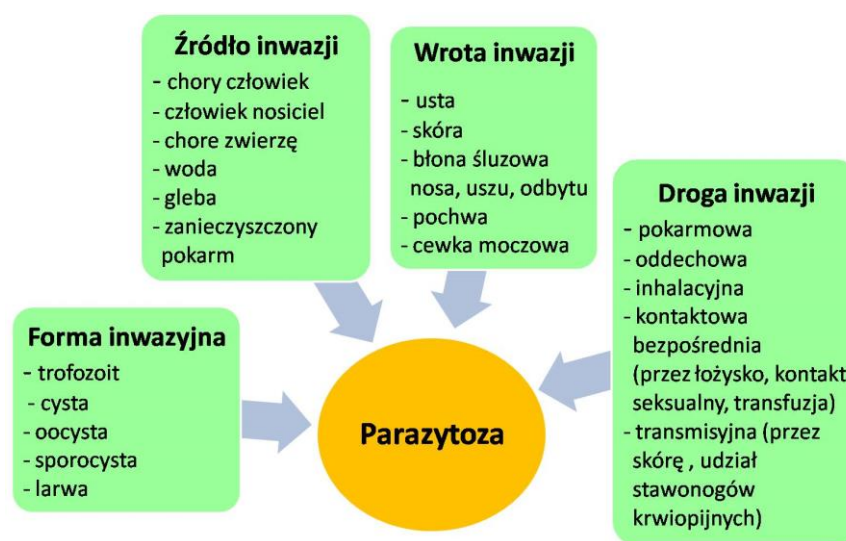 Źródło inwazji
- chory człowiek
- człowiek nosiciel
- chore zwierzę
- woda
- gleba
- zanieczyszczony
pokarm
Wrota inwazji
- usta
- skóra
- błona śluzowa
nosa, uszu, odbytu
- pochwa
- cewka moczowa
Droga inwazji
- pokarmowa
- oddechowa
- inhalacyjna
- kontaktowa
bezpośrednia
(przez łożysko, kontakt
seksualny, transfuzja)
- transmisyjna (przez
skórę , udział
stawonogów
krwiopijnych)
Forma inwazyjna
- trofozoit
- cysta
- oocysta
- sporocysta
- larwa
Parazytoza